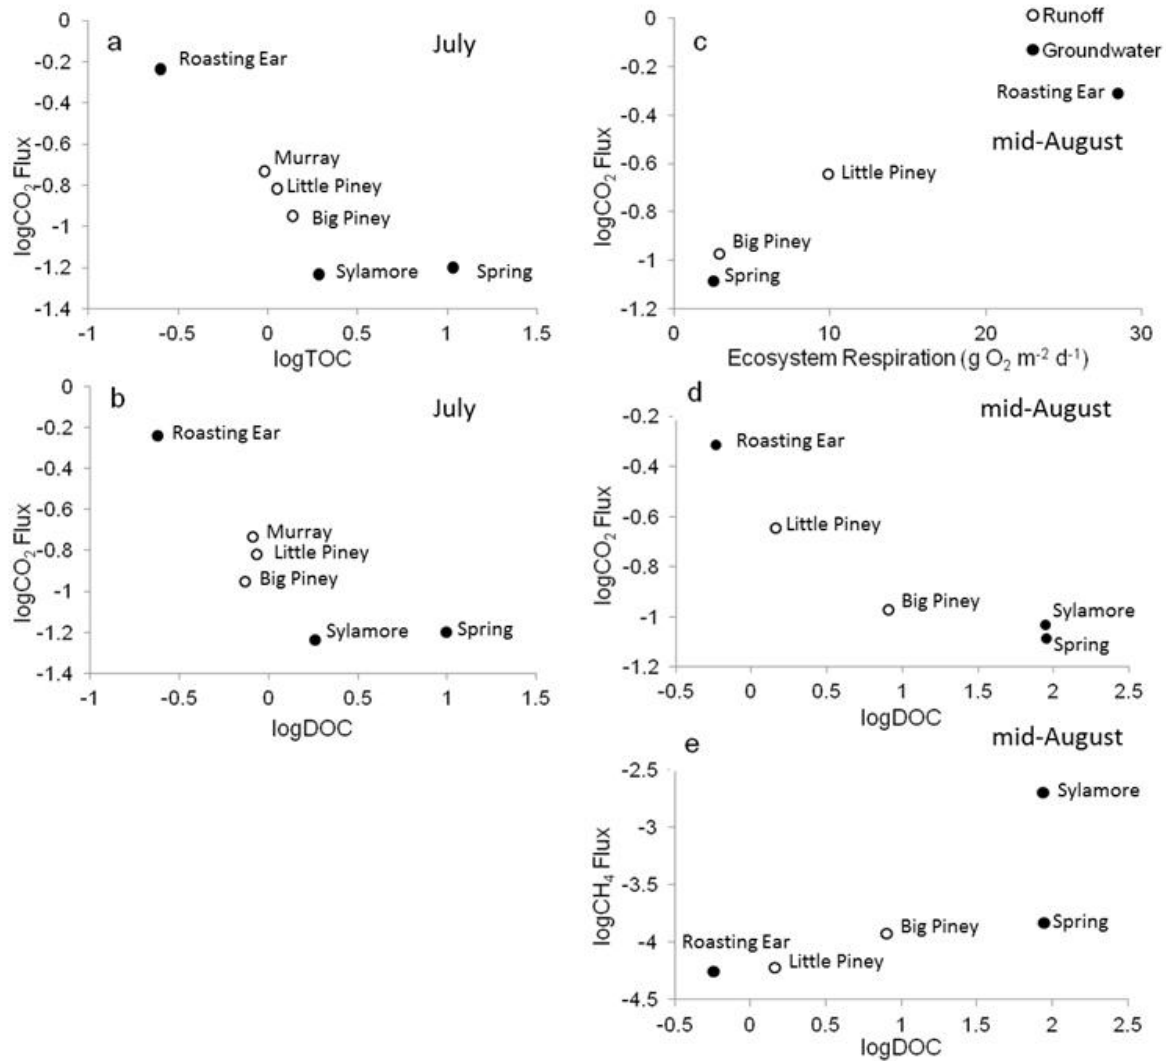 a
July
0
-0.2
-0.4
-0.6
-0.8
-1
-1.2
-1.4
logCO2 Flux
Roasting Ear
Murray
Little Piney
Big Piney
Sylamore
Spring
-1
-0.5
0
0.5
1
1.5
logTOC
b
July
0
-0.2
-0.4
-0.6
-0.8
-1
-1.2
-1.4
logCO2 Flux
Roasting Ear
Murray
Little Piney
Big Piney
Sylamore
Spring
-1
-0.5
0
0.5
1
1.5
logDOC
c
Runoff
Groundwater
mid-August
0
-0.2
-0.4
-0.6
-0.8
-1
-1.2
logCO2 Flux
Roasting Ear
Little Piney
Big Piney
Spring
0
10
20
30
Ecosystem Respiration (g O2 m-2 d-1)
d
mid-August
-0.2
-0.4
-0.6
-0.8
-1
-1.2
logCO2 Flux
Roasting Ear
Little Piney
Big Piney
Sylamore
Spring
-0.5
0
0.5
1
1.5
2
2.5
logDOC
e
mid-August
-2.5
-3
-3.5
-4
-4.5
logCH4 Flux
Sylamore
Big Piney
Spring
Roasting Ear
Little Piney
-0.5
0
0.5
1
1.5
2
2.5
logDOC